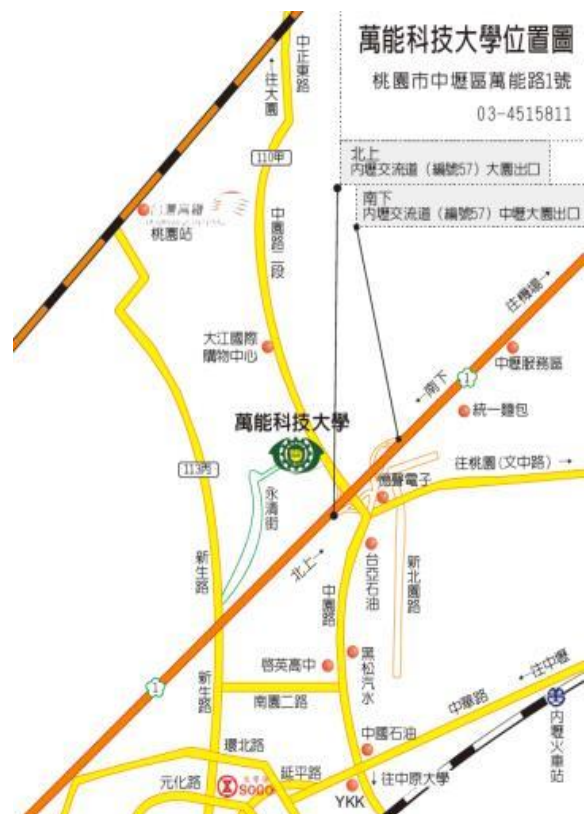 萬能科技大學位置圖
桃園市中壢區萬能路1號
03-4515811
中正東路
←往大園
110甲
北上
內壢交流道（編號57）大園出口
南下
內壢交流道（編號57）中壢大園出口
台灣高鐵
桃園站
中園路二段
往機場→
大江國際
購物中心
中壢服務區
1
←南下
統一麵包
萬能科技大學
113丙
往桃園(文中路)→
憶聲電子
永清街
北上→
新生路
台亞石油
新北園路
中園路
啓英高中
黑松汽水
1
新生路
南園二路
←往中壢
中華路
內壢火車站
環北路
中國石油
元化路
SOGO
延平路
↓往中原大學
YKK